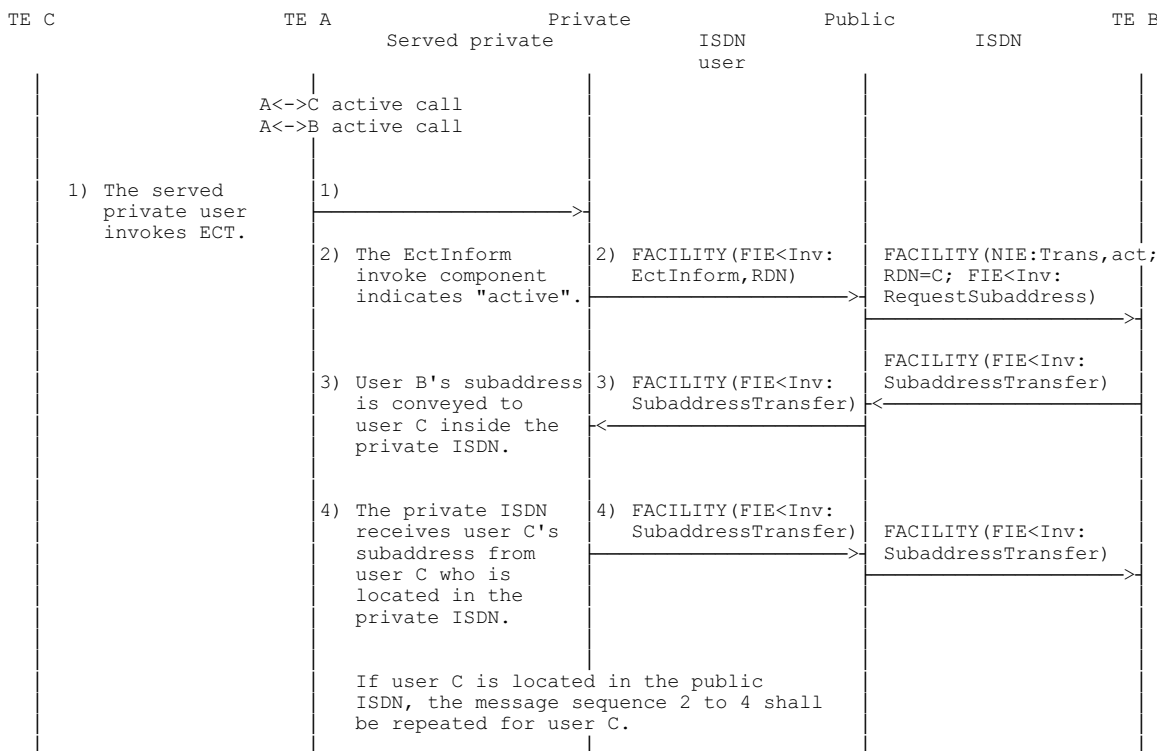 TE C TE A Private Public TE B
Served private ISDN ISDN
user
A<->C active call
A<->B active call
1) The served 1)
private user
invokes ECT.
2) The EctInform 2) FACILITY(FIE<Inv: FACILITY(NIE:Trans,act;
invoke component EctInform,RDN) RDN=C; FIE<Inv:
indicates "active". RequestSubaddress)
FACILITY(FIE<Inv:
3) User B's subaddress 3) FACILITY(FIE<Inv: SubaddressTransfer)
is conveyed to SubaddressTransfer)
user C inside the
private ISDN.
4) The private ISDN 4) FACILITY(FIE<Inv:
receives user C's SubaddressTransfer) FACILITY(FIE<Inv:
subaddress from SubaddressTransfer)
user C who is
located in the
private ISDN.
If user C is located in the public
ISDN, the message sequence 2 to 4 shall
be repeated for user C.